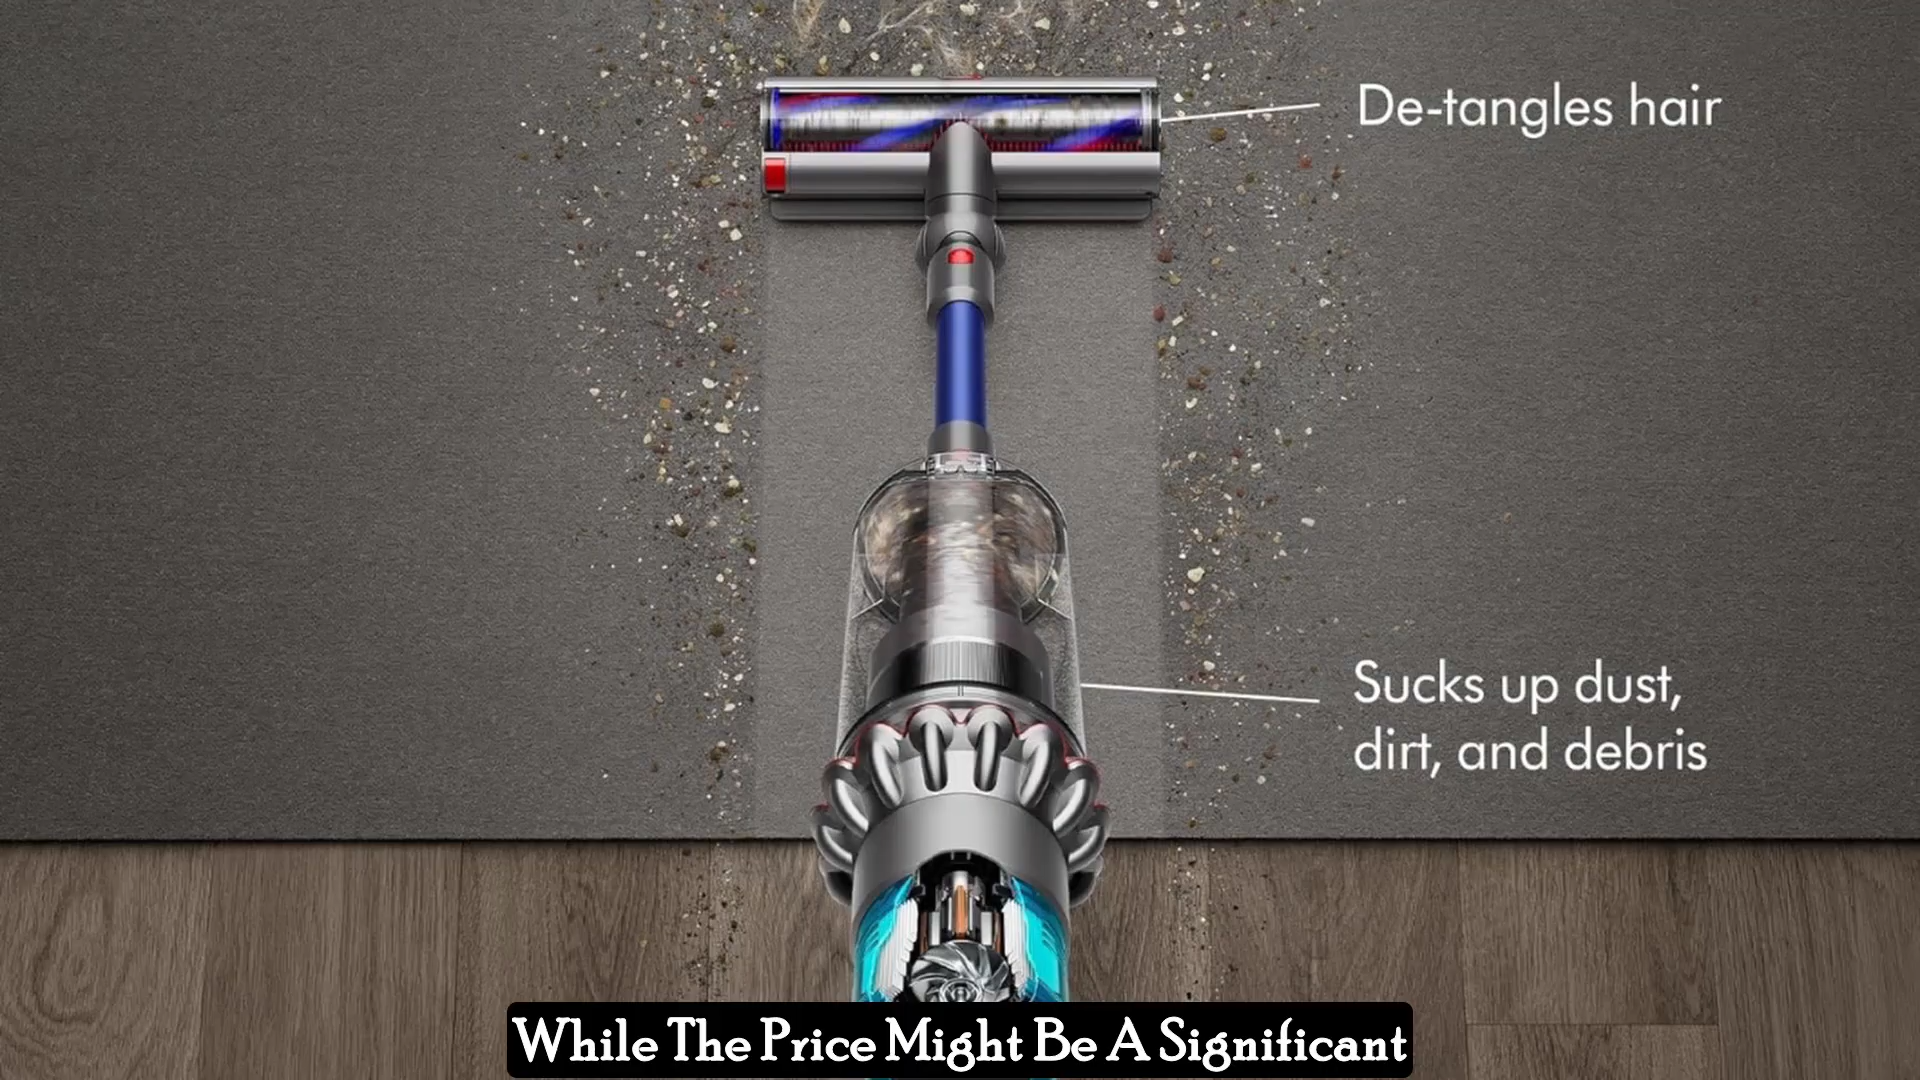 De-tangles hair
Sucks up dust,
dirt, and debris
While The Price Might Be A Significant